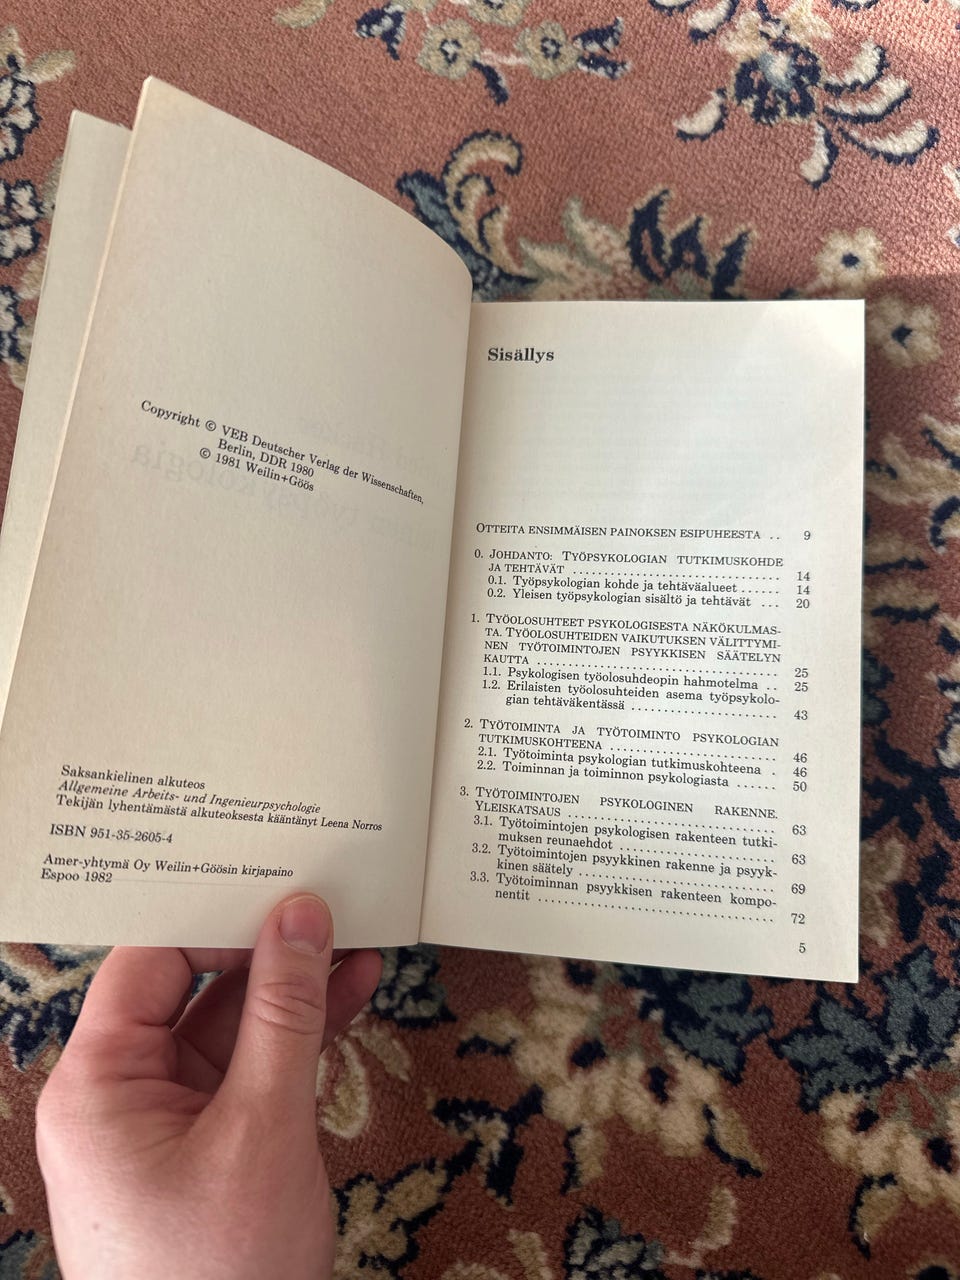 Copyright © VEB Deutscher Verlag der Wissenschaften,
Berlin, DDR 1980
© 1981 Weilin+Göös
Saksankielinen alkuteos
Allgemeine Arbeits- und Ingenieurpsychologie
Tekijän lyhentämästä alkuteoksesta kääntänyt Leena Norros
ISBN 951-35-2605-4
Amer-yhtymä Oy Weilin+Göösin kirjapaino
Espoo 1982
Sisällys
OTTEITA ENSIMMÄISEN PAINOKSEN ESIPUHEESTA .. 9
0. JOHDANTO: TYÖPSYKOLOGIAN TUTKIMUSKOHDE
JA TEHTÄVÄT ................................ 14
0.1. Työpsykologian kohde ja tehtäväalueet ...... 14
0.2. Yleisen työpsykologian sisältö ja tehtävät ... 20
1. TYÖOLOSUHTEET PSYKOLOGISESTA NÄKÖKULMAS-
TA. TYÖOLOSUHTEIDEN VAIKUTUKSEN VÄLITTYMI-
NEN TYÖTOIMINTOJEN PSYYKKISEN SÄÄTELYN
KAUTTA ..................................... 25
1.1. Psykologisen työolosuhdeopin hahmotelma .. 25
1.2. Erilaisten työolosuhteiden asema työpsykolo-
gian tehtäväkentässä ...................... 43
2. TYÖTOIMINTA JA TYÖTOIMINTO PSYKOLOGIAN
TUTKIMUSKOHTEENA .......................... 46
2.1. Työtoiminta psykologian tutkimuskohteena . 46
2.2. Toiminnan ja toiminnon psykologiasta ...... 50
3. TYÖTOIMINTOJEN PSYKOLOGINEN RAKENNE.
YLEISKATSAUS ................................ 63
3.1. Työtoimintojen psykologisen rakenteen tutki-
muksen reunaehdot ........................ 63
3.2. Työtoimintojen psyykkinen rakenne ja psyyk-
kinen säätely .............................. 69
3.3. Työtoiminnan psyykkisen rakenteen kompo-
nentit .................................... 72
5